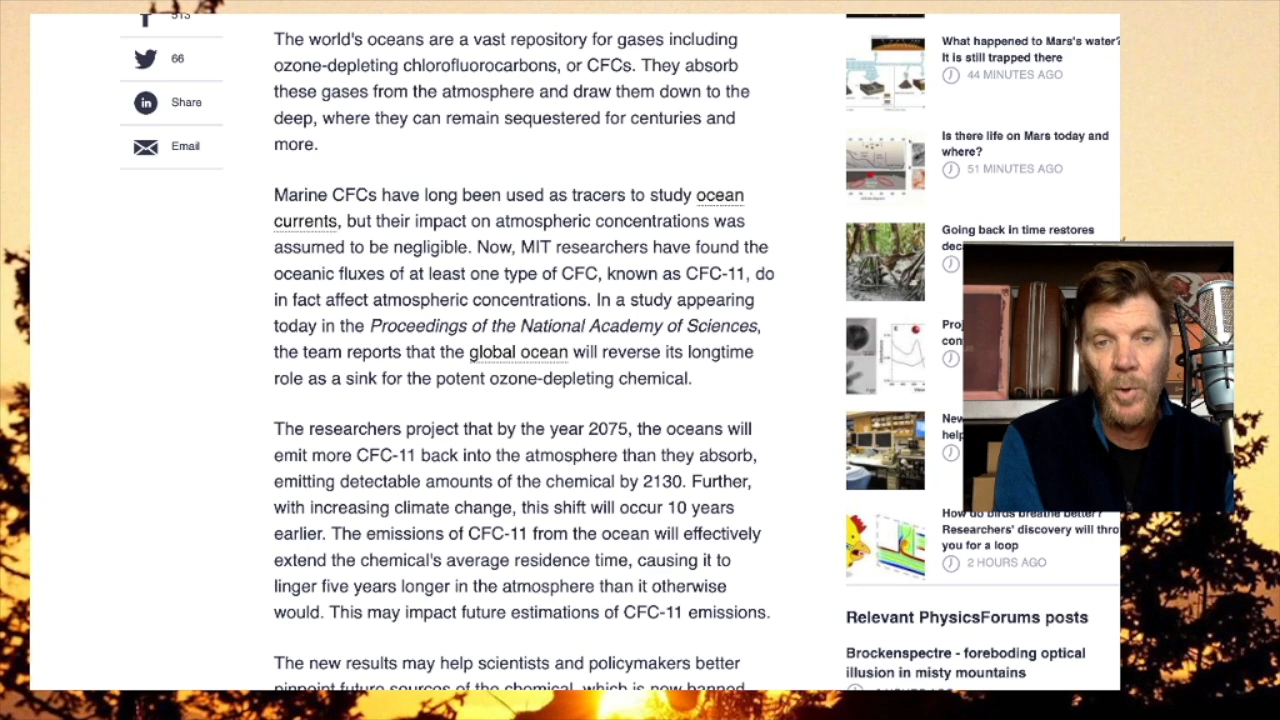 513
66
Share
Email
The world's oceans are a vast repository for gases including
ozone-depleting chlorofluorocarbons, or CFCs. They absorb
these gases from the atmosphere and draw them down to the
deep, where they can remain sequestered for centuries and
more.
Marine CFCs have long been used as tracers to study ocean
currents, but their impact on atmospheric concentrations was
assumed to be negligible. Now, MIT researchers have found the
oceanic fluxes of at least one type of CFC, known as CFC-11, do
in fact affect atmospheric concentrations. In a study appearing
today in the Proceedings of the National Academy of Sciences,
the team reports that the global ocean will reverse its longtime
role as a sink for the potent ozone-depleting chemical.
The researchers project that by the year 2075, the oceans will
emit more CFC-11 back into the atmosphere than they absorb,
emitting detectable amounts of the chemical by 2130. Further,
with increasing climate change, this shift will occur 10 years
earlier. The emissions of CFC-11 from the ocean will effectively
extend the chemical's average residence time, causing it to
linger five years longer in the atmosphere than it otherwise
would. This may impact future estimations of CFC-11 emissions.
The new results may help scientists and policymakers better
pinpoint future sources of the chemical, which is now banned
What happened to Mars's water?
It is still trapped there
44 MINUTES AGO
Is there life on Mars today and
where?
51 MINUTES AGO
Going back in time restores
New
help
How do birds breathe better?
Researchers' discovery will thro
you for a loop
2 HOURS AGO
Relevant PhysicsForums posts
Brockenspectre - foreboding optical
illusion in misty mountains